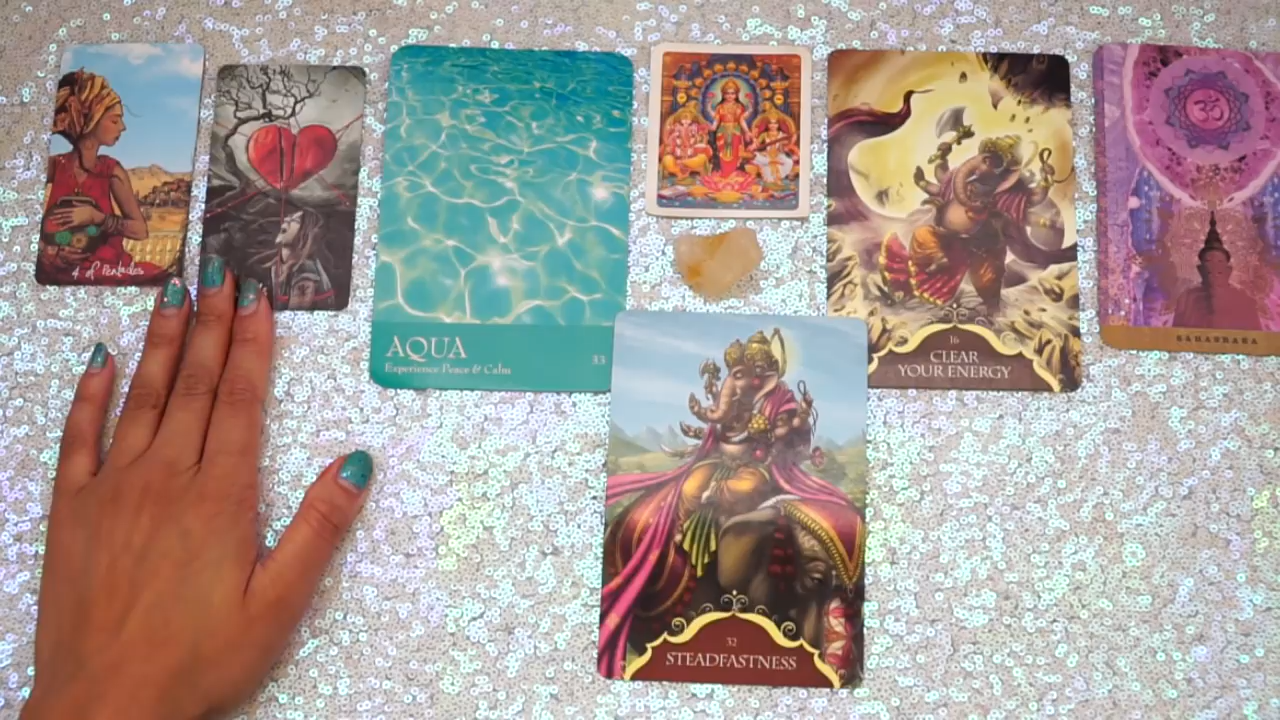 4 of Pentacles
AQUA
Experience Peace & Calm
33
16
CLEAR
YOUR ENERGY
SAHASRARA
32
STEADFASTNESS